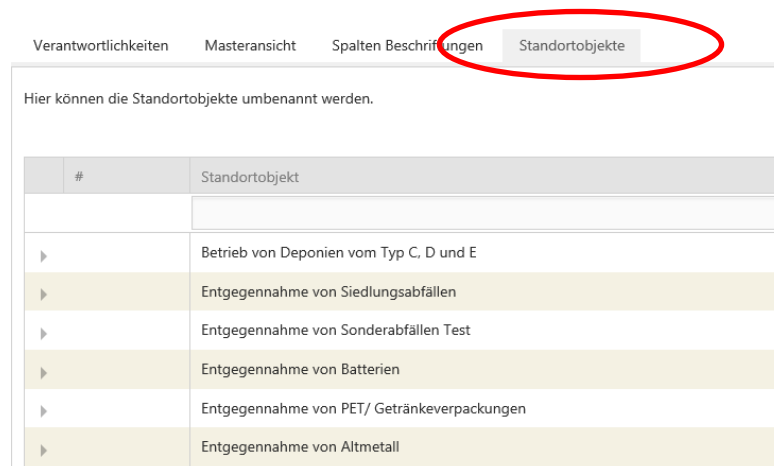 Verantwortlichkeiten Masteransicht Spalten Beschriftungen Standortobjekte
Hier können die Standortobjekte umbenannt werden.
# Standortobjekt
Betrieb von Deponien vom Typ C, D und E
Entgegennahme von Siedlungsabfällen
Entgegennahme von Sonderabfällen Test
Entgegennahme von Batterien
Entgegennahme von PET/ Getränkeverpackungen
Entgegennahme von Altmetall